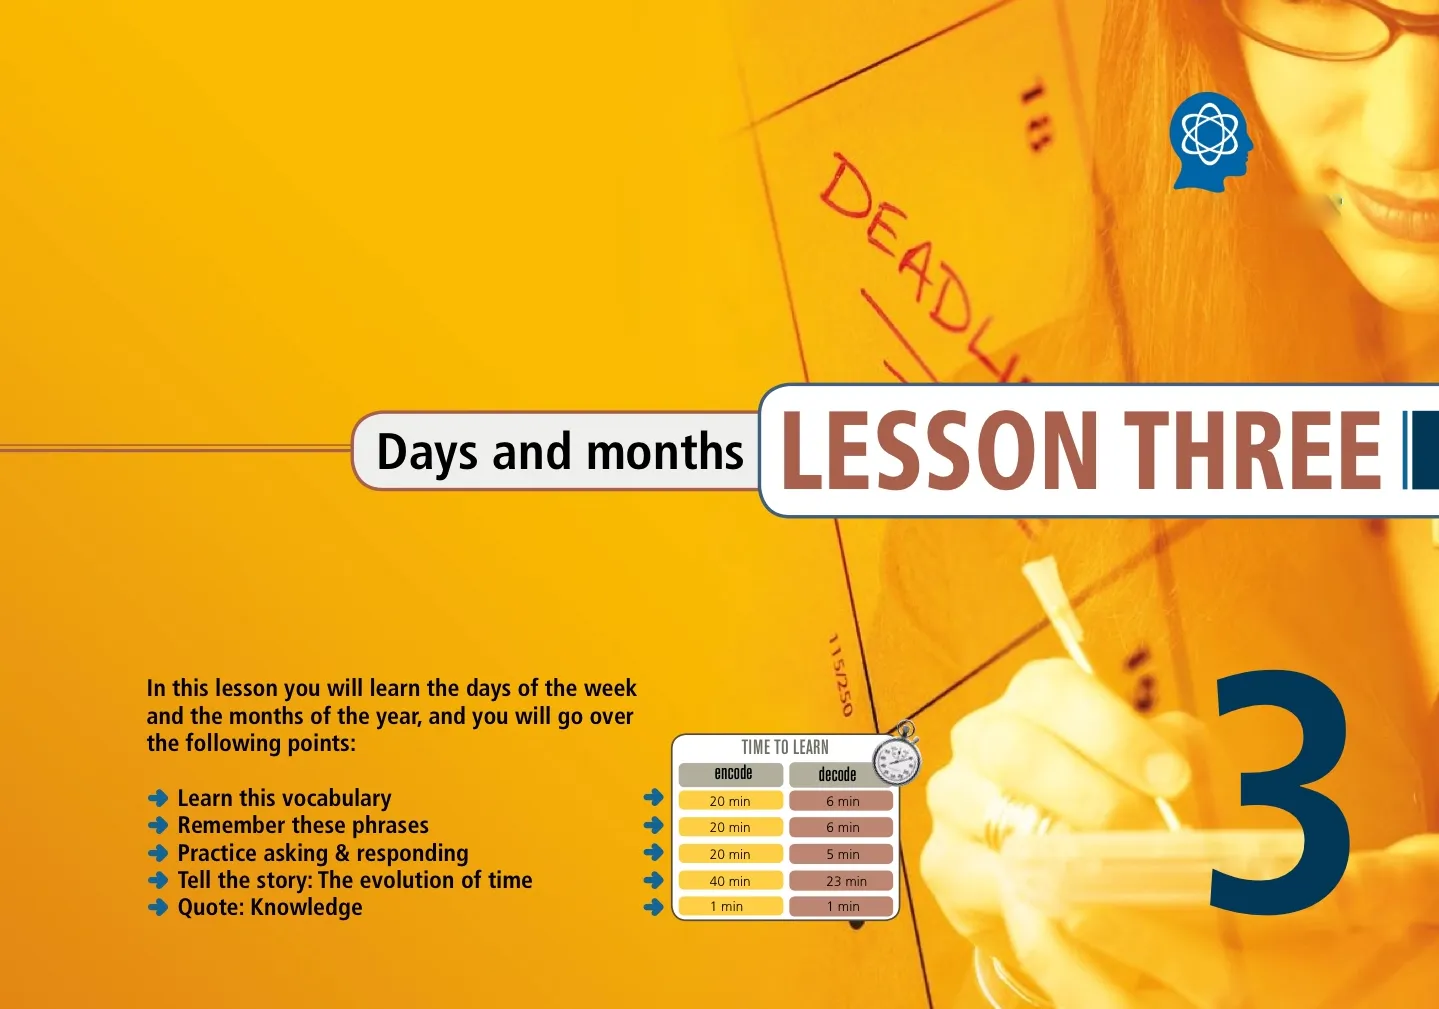 18
DEADLI
Days and months
LESSON THREE
115/250
In this lesson you will learn the days of the week
and the months of the year, and you will go over
the following points:
Learn this vocabulary
Remember these phrases
Practice asking & responding
Tell the story: The evolution of time
Quote: Knowledge
TIME TO LEARN
encode decode
20 min 6 min
20 min 6 min
20 min 5 min
40 min 23 min
1 min 1 min
3